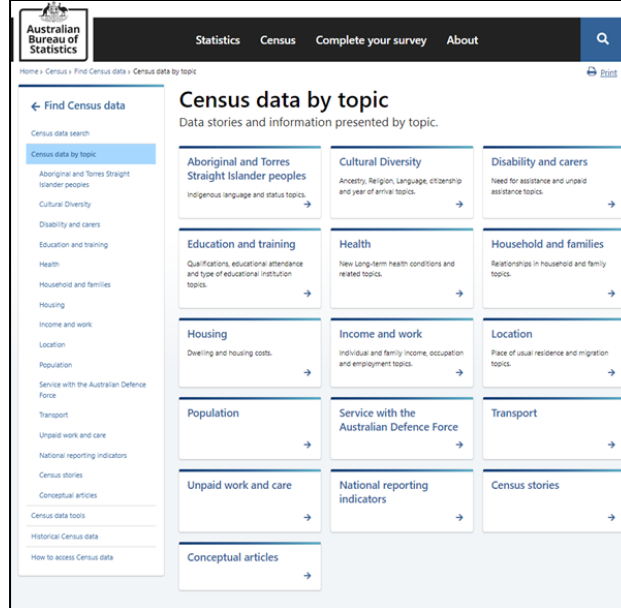 Australian
Bureau of
Statistics
Statistics Census Complete your survey About
Home › Census › Find Census data › Census data by topic
Print
← Find Census data
Census data search
Census data by topic
Aboriginal and Torres Straight
Islander peoples
Cultural Diversity
Disability and carers
Education and training
Health
Household and families
Housing
Income and work
Location
Population
Service with the Australian Defence
Force
Transport
Unpaid work and care
National reporting indicators
Census stories
Conceptual articles
Census data tools
Historical Census data
How to access Census data
Census data by topic
Data stories and information presented by topic.
Aboriginal and Torres
Straight Islander peoples
Indigenous language and status topics.
→
Cultural Diversity
Ancestry, Religion, Language, citizenship
and year of arrival topics.
→
Disability and carers
Need for assistance and unpaid
assistance topics.
→
Education and training
Qualifications, educational attendance
and type of educational institution
topics.
→
Health
New Long-term health conditions and
related topics.
→
Household and families
Relationships in household and family
topics.
→
Housing
Dwelling and housing costs.
→
Income and work
Individual and family income, occupation
and employment topics.
→
Location
Place of usual residence and migration
topics.
→
Population
→
Service with the
Australian Defence Force
→
Transport
→
Unpaid work and care
→
National reporting
indicators
→
Census stories
→
Conceptual articles
→